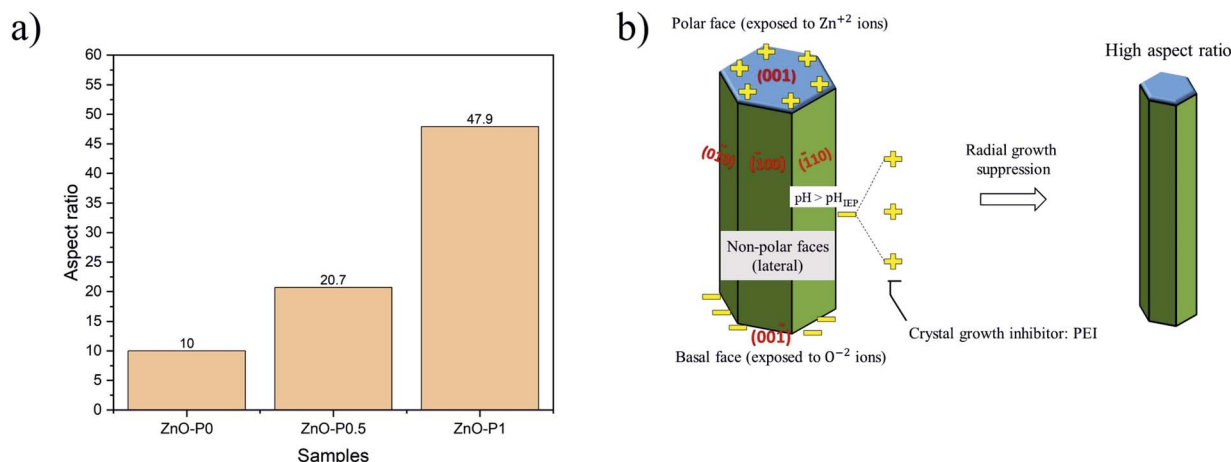 a)
60
55
50
45
40
35
30
25
20
15
10
5
0
Aspect ratio
10
20.7
47.9
ZnO-P0
ZnO-P0.5
ZnO-P1
Samples
b)
Polar face (exposed to Zn⁺² ions)
(001)
(01̄0)
(1̄00)
(1̄10)
pH > pH_IEP
Non-polar faces
(lateral)
(001̄)
Basal face (exposed to O⁻² ions)
Crystal growth inhibitor: PEI
Radial growth
suppression
High aspect ratio